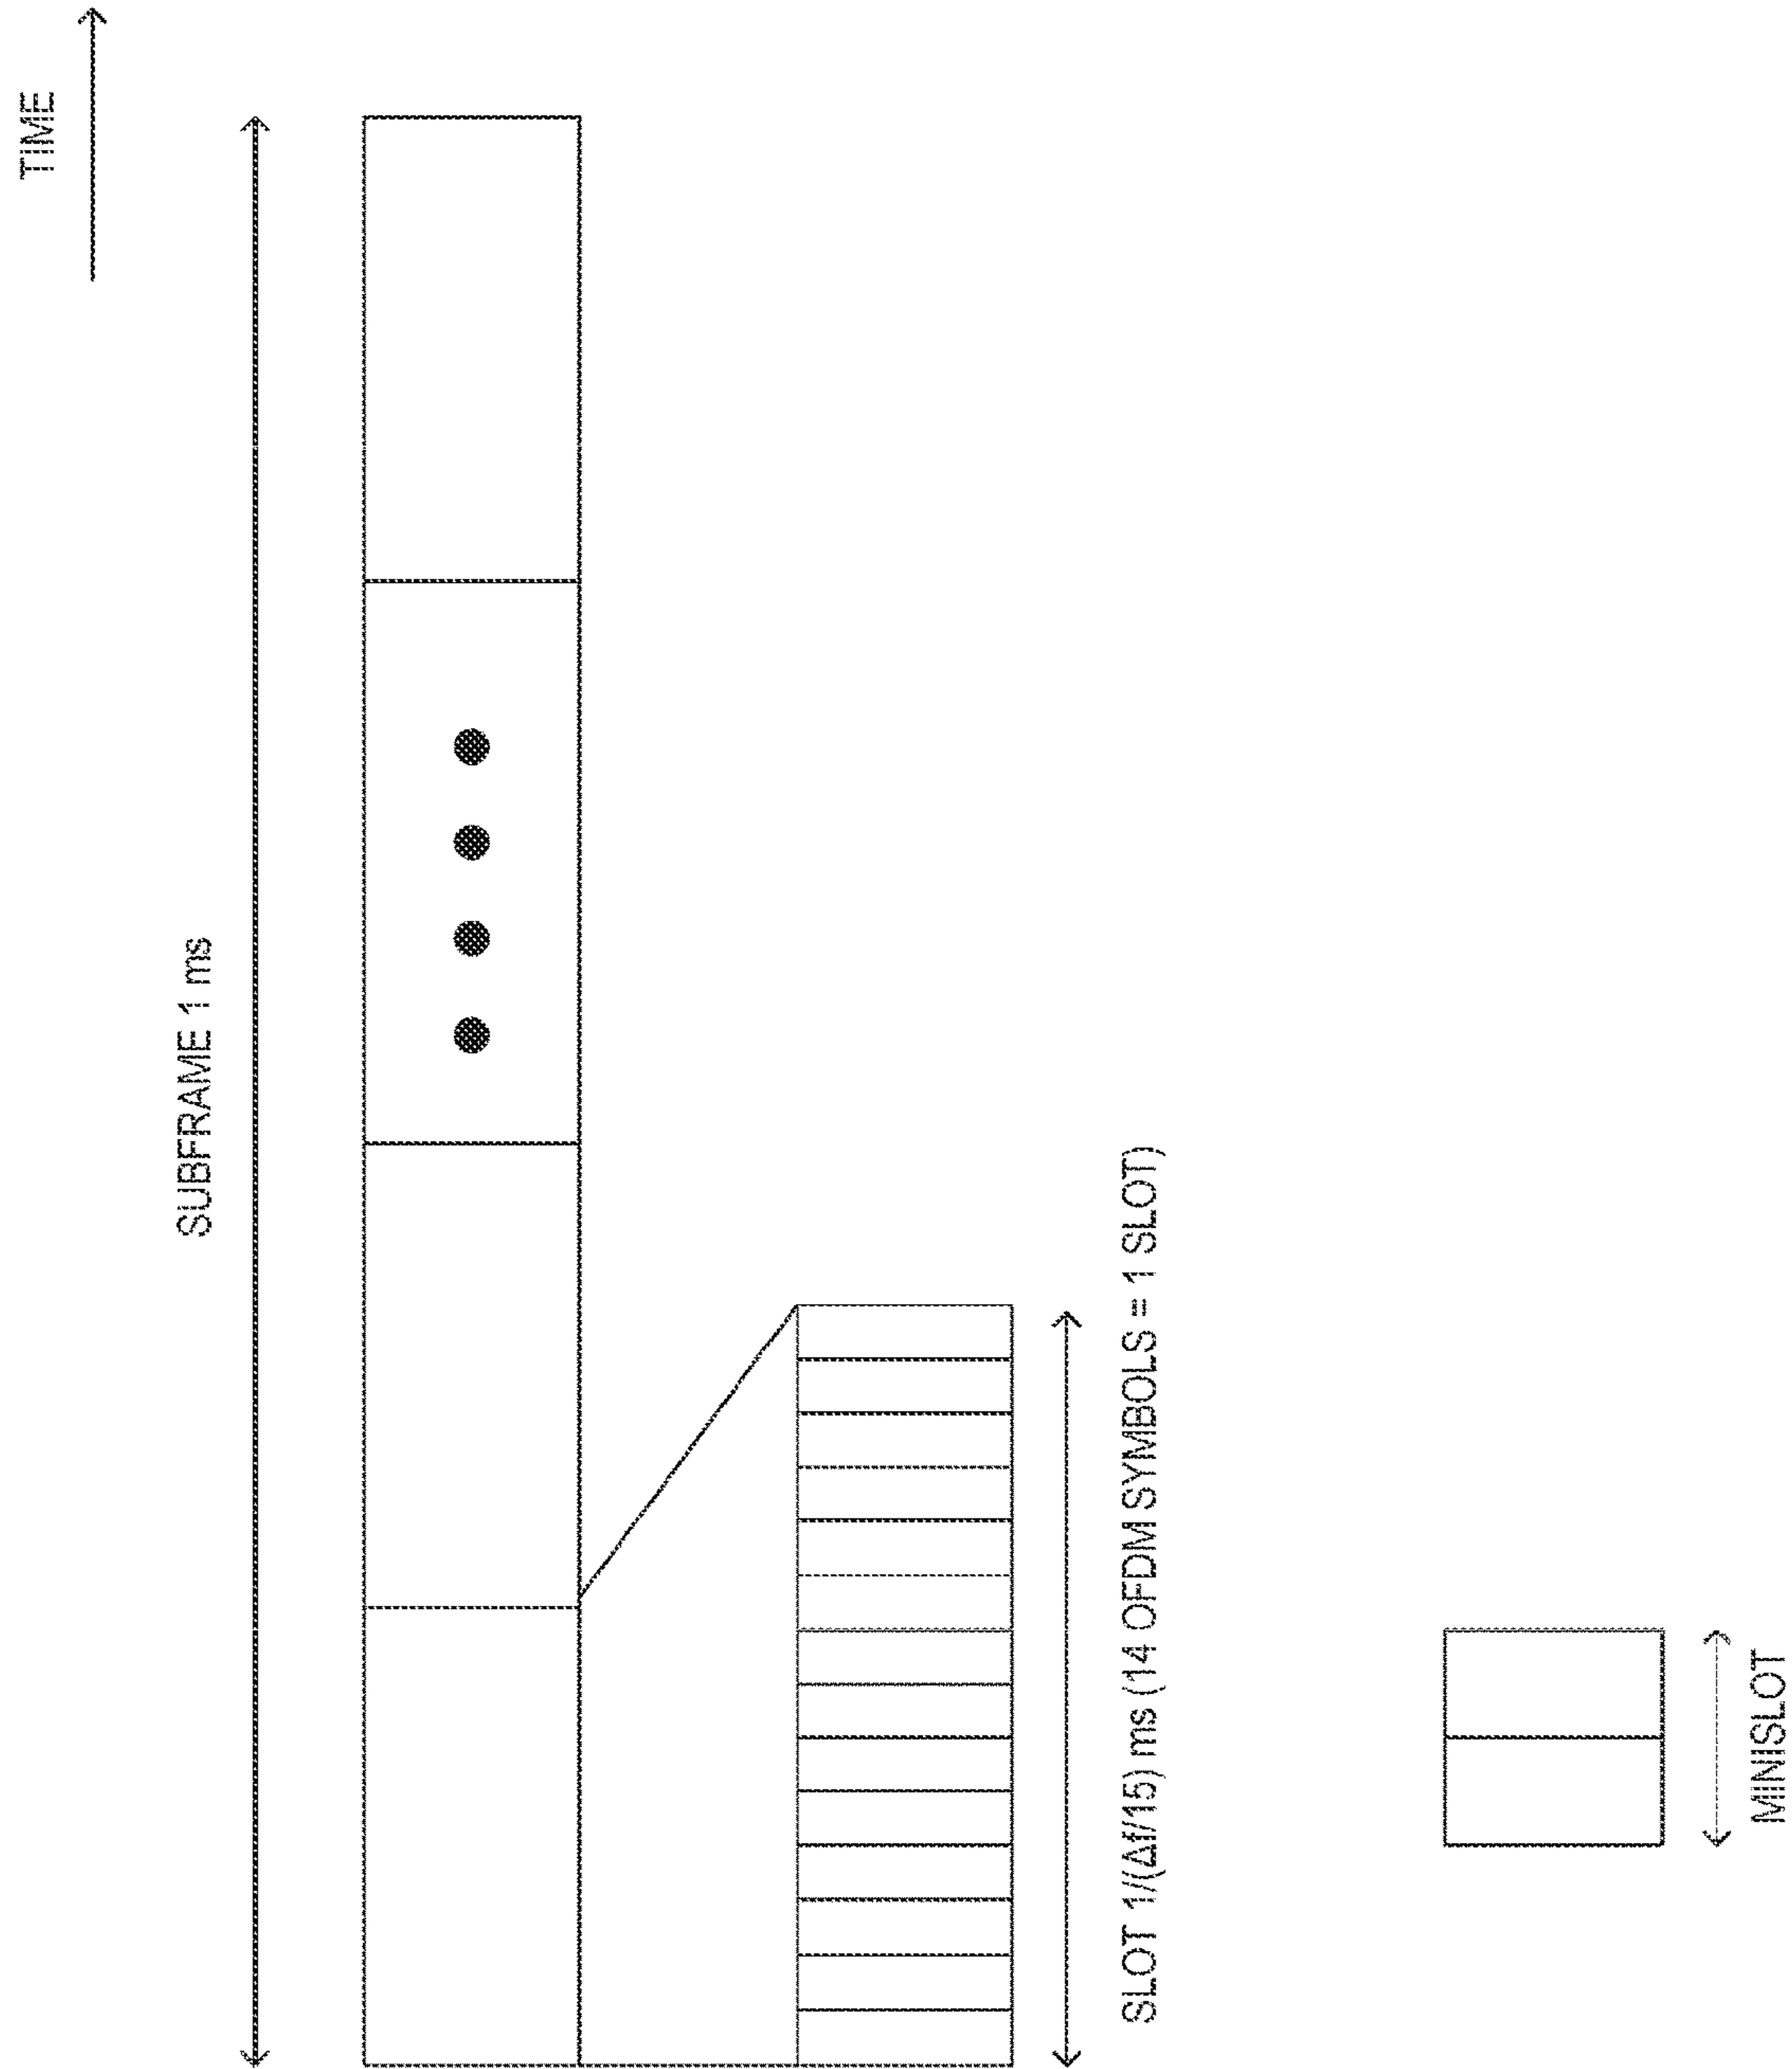 TIME
SUBFRAME 1 ms
SLOT 1/(Δf/15) ms (14 OFDM SYMBOLS = 1 SLOT)
MINISLOT